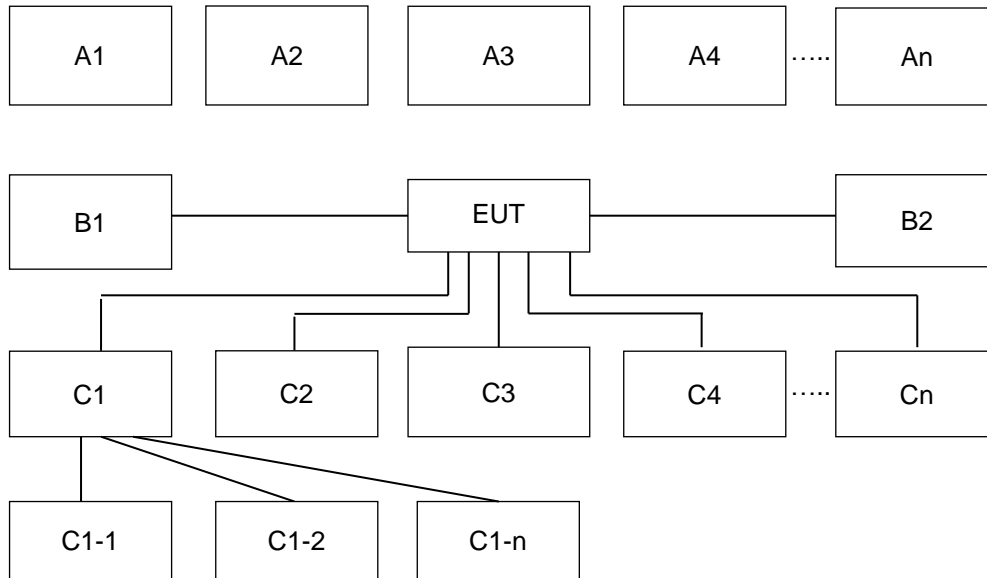 A1 A2 A3 A4 ….. An
B1 EUT B2
C1 C2 C3 C4 ….. Cn
C1-1 C1-2 C1-n